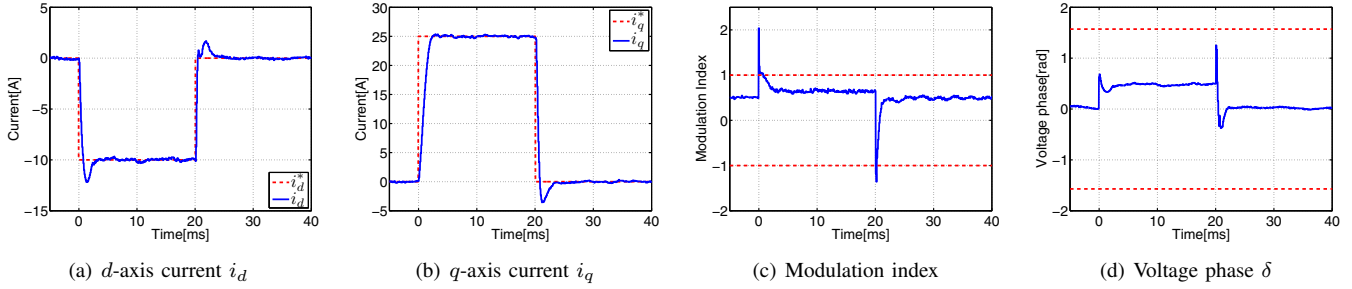 5
0
−5
−10
−15
Current[A]
0 10 20 30 40
Time[ms]
i_d^*
i_d
(a) d-axis current i_d
30
25
20
15
10
5
0
−5
Current[A]
0 10 20 30 40
Time[ms]
i_q^*
i_q
(b) q-axis current i_q
2
1
0
−1
−2
Modulation Index
0 10 20 30 40
Time[ms]
(c) Modulation index
2
1
0
−1
−2
Voltage phase[rad]
0 10 20 30 40
Time[ms]
(d) Voltage phase δ